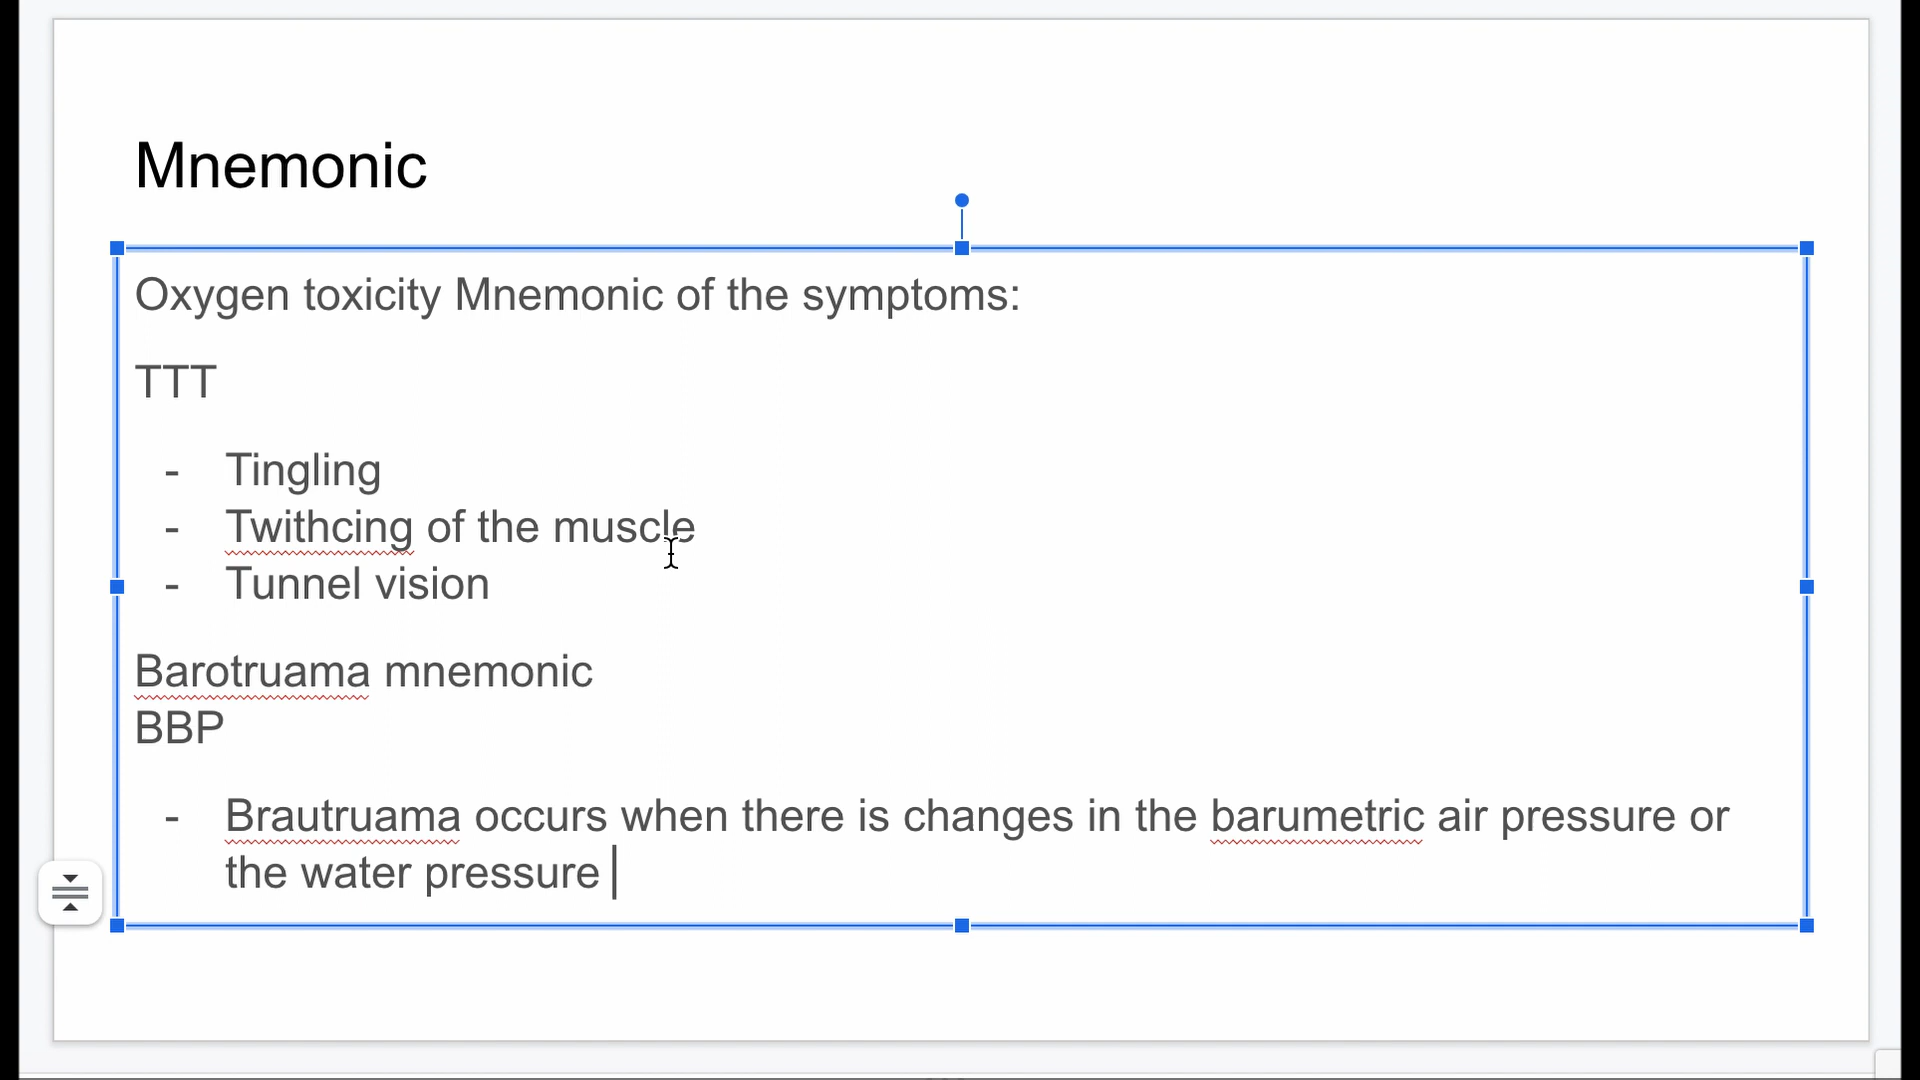 Mnemonic
Oxygen toxicity Mnemonic of the symptoms:
TTT
- Tingling
- Twithcing of the muscle
- Tunnel vision
Barotruama mnemonic
BBP
- Brautruama occurs when there is changes in the barumetric air pressure or
the water pressure